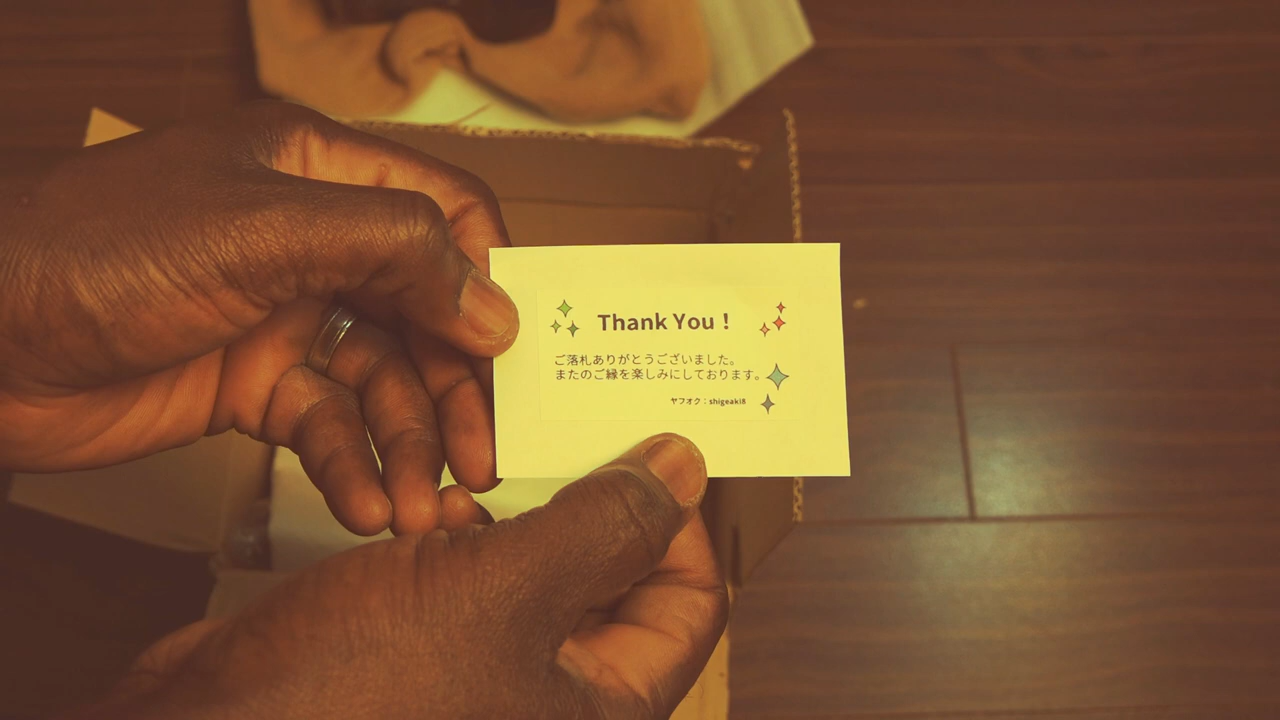 Thank You !
ご落札ありがとうございました。
またのご縁を楽しみにしております。
ヤフオク：shigeaki8